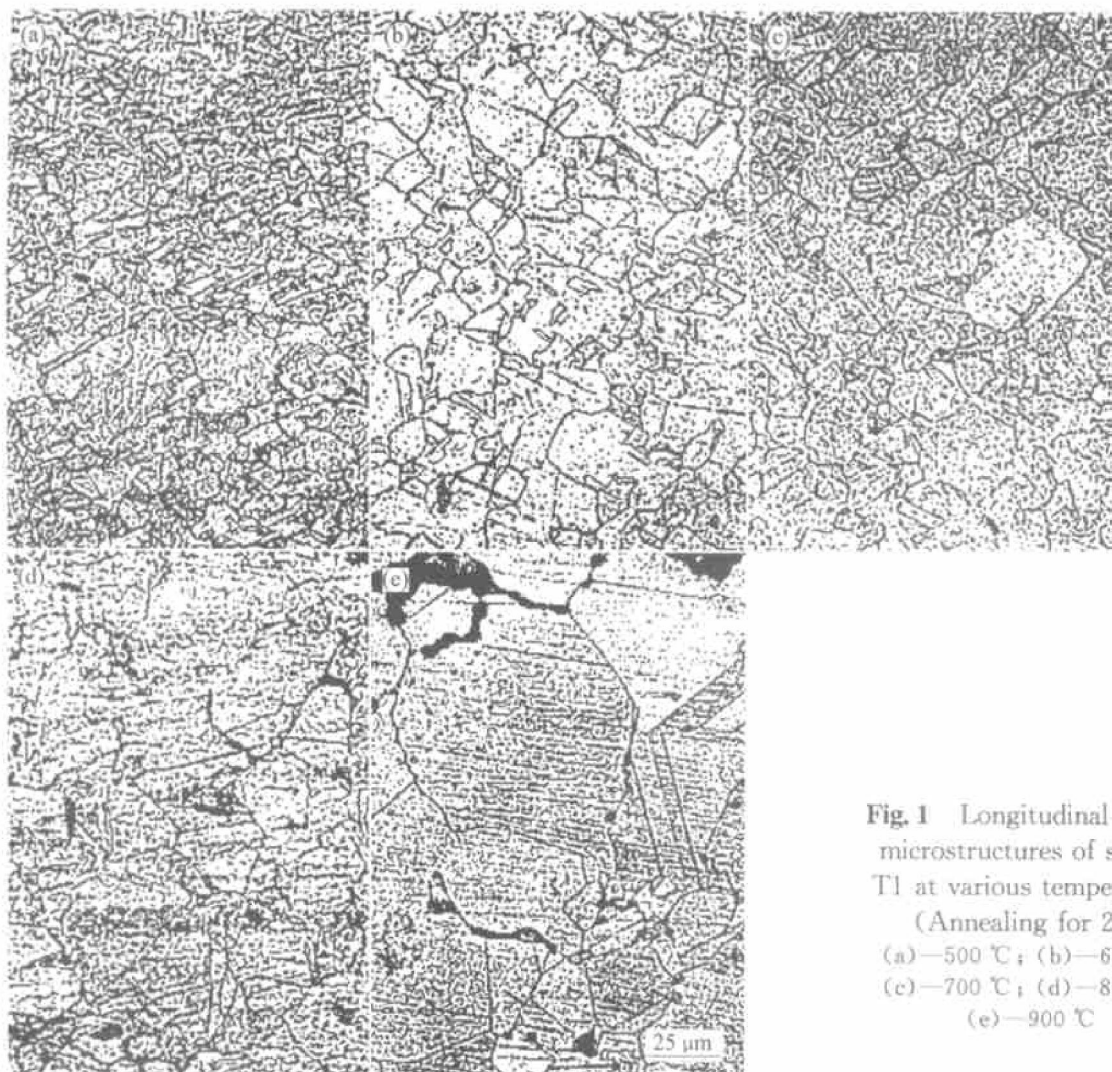 (a)
(b)
(c)
(d)
(e)
25 μm
Fig. 1 Longitudinal
microstructures of s
T1 at various tempe
(Annealing for 2
(a)—500 ℃; (b)—6
(c)—700 ℃; (d)—8
(e)—900 ℃